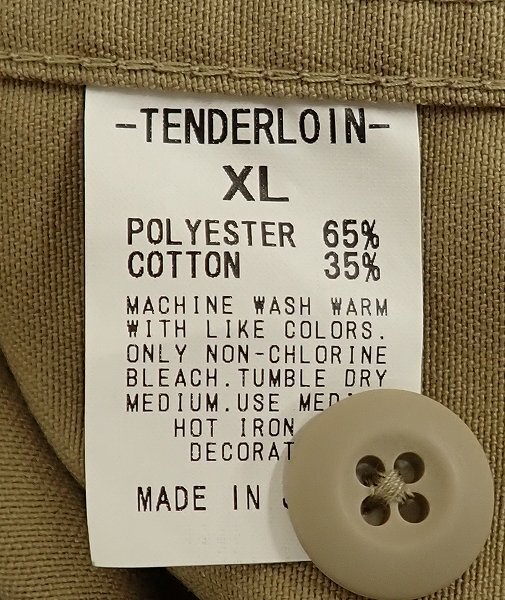 -TENDERLOIN-
XL
POLYESTER 65%
COTTON 35%
MACHINE WASH WARM
WITH LIKE COLORS.
ONLY NON-CHLORINE
BLEACH.TUMBLE DRY
MEDIUM.USE
HOT IRON
MADE IN